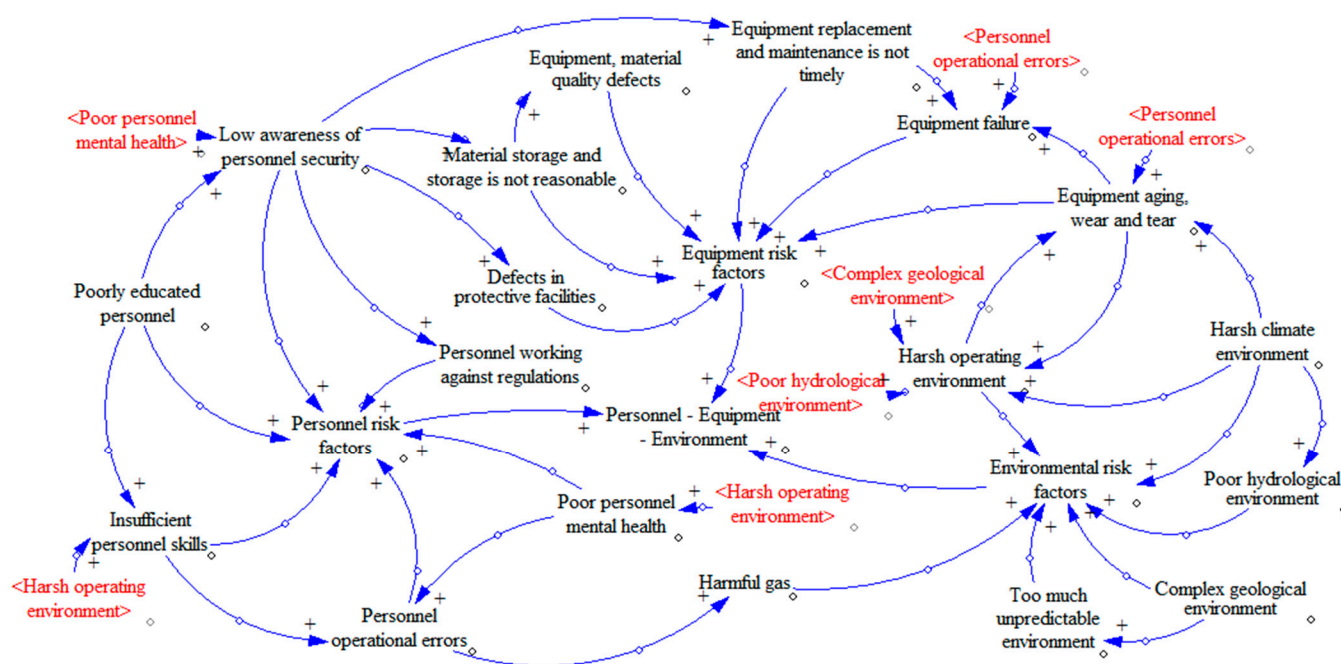 Equipment replacement
and maintenance is not
timely
<Personnel
operational errors>
Equipment, material
quality defects
<Poor personnel
mental health>
Low awareness of
personnel security
Equipment failure
<Personnel
operational errors>
Material storage and
storage is not reasonable
Equipment aging,
wear and tear
Equipment risk
factors
<Complex geological
environment>
Defects in
protective facilities
Poorly educated
personnel
Harsh climate
environment
Personnel working
against regulations
Harsh operating
environment
<Poor hydrological
environment>
Personnel risk
factors
Personnel - Equipment
- Environment
Environmental risk
factors
Poor hydrological
environment
Poor personnel
mental health
<Harsh operating
environment>
Insufficient
personnel skills
<Harsh operating
environment>
Harmful gas
Too much
unpredictable
environment
Complex geological
environment
Personnel
operational errors